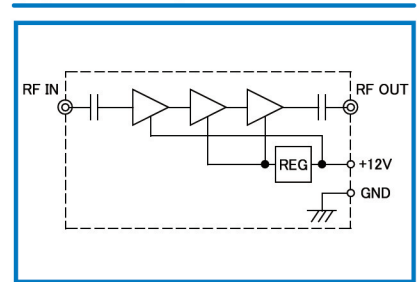 RF IN
RF OUT
REG
+12V
GND